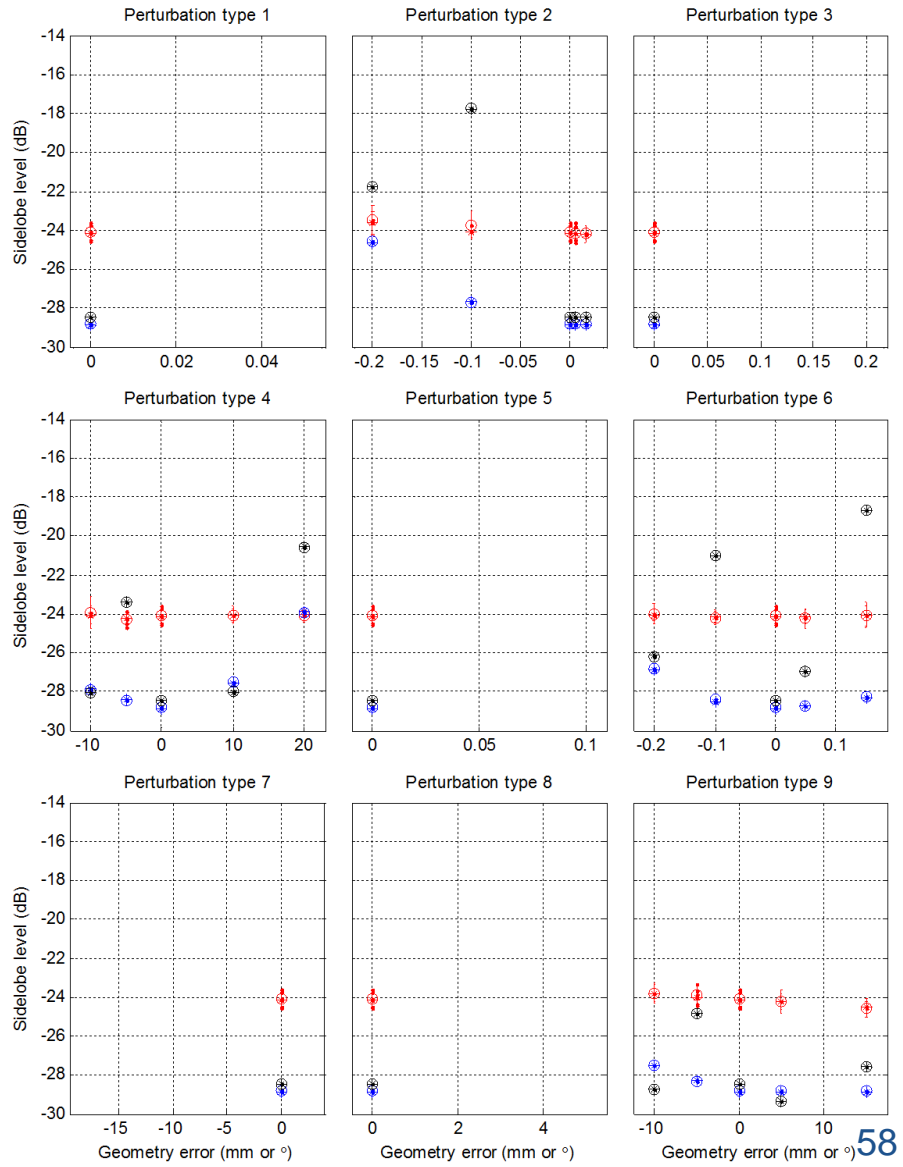 Perturbation type 1 Perturbation type 2 Perturbation type 3
-14
-16
-18
-20
-22
-24
-26
-28
-30
Sidelobe level (dB)
0 0.02 0.04
-0.2 -0.15 -0.1 -0.05 0
0 0.05 0.1 0.15 0.2
Perturbation type 4 Perturbation type 5 Perturbation type 6
-14
-16
-18
-20
-22
-24
-26
-28
-30
Sidelobe level (dB)
-10 0 10 20
0 0.05 0.1
-0.2 -0.1 0 0.1
Perturbation type 7 Perturbation type 8 Perturbation type 9
-14
-16
-18
-20
-22
-24
-26
-28
-30
Sidelobe level (dB)
-15 -10 -5 0
0 2 4
-10 0 10
Geometry error (mm or °) Geometry error (mm or °) Geometry error (mm or °)
58